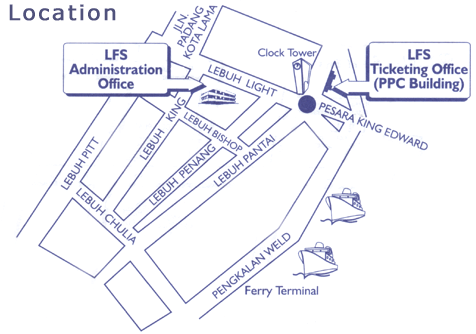 Location
JLN.
PADANG
KOTA LAMA
LFS
Administration
Office
Clock Tower
LFS
Ticketing Office
(PPC Building)
LEBUH LIGHT
PESARA KING EDWARD
LEBUH KING
LEBUH BISHOP
LEBUH PITT
LEBUH PENANG
LEBUH PANTAI
LEBUH CHULIA
PENGKALAN WELD
Ferry Terminal